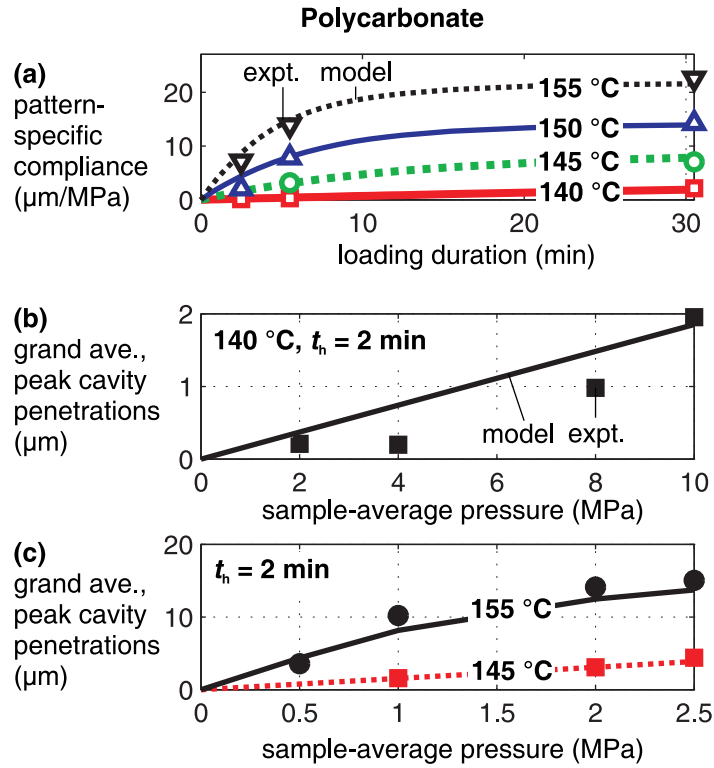 Polycarbonate
(a)
pattern-
specific
compliance
(µm/MPa)
20
10
0
expt. model
155 °C
150 °C
145 °C
140 °C
0 10 20 30
loading duration (min)
(b)
grand ave.,
peak cavity
penetrations
(µm)
2
1
0
140 °C, th = 2 min
model expt.
0 2 4 6 8 10
sample-average pressure (MPa)
(c)
grand ave.,
peak cavity
penetrations
(µm)
20
10
0
th = 2 min
155 °C
145 °C
0 0.5 1 1.5 2 2.5
sample-average pressure (MPa)